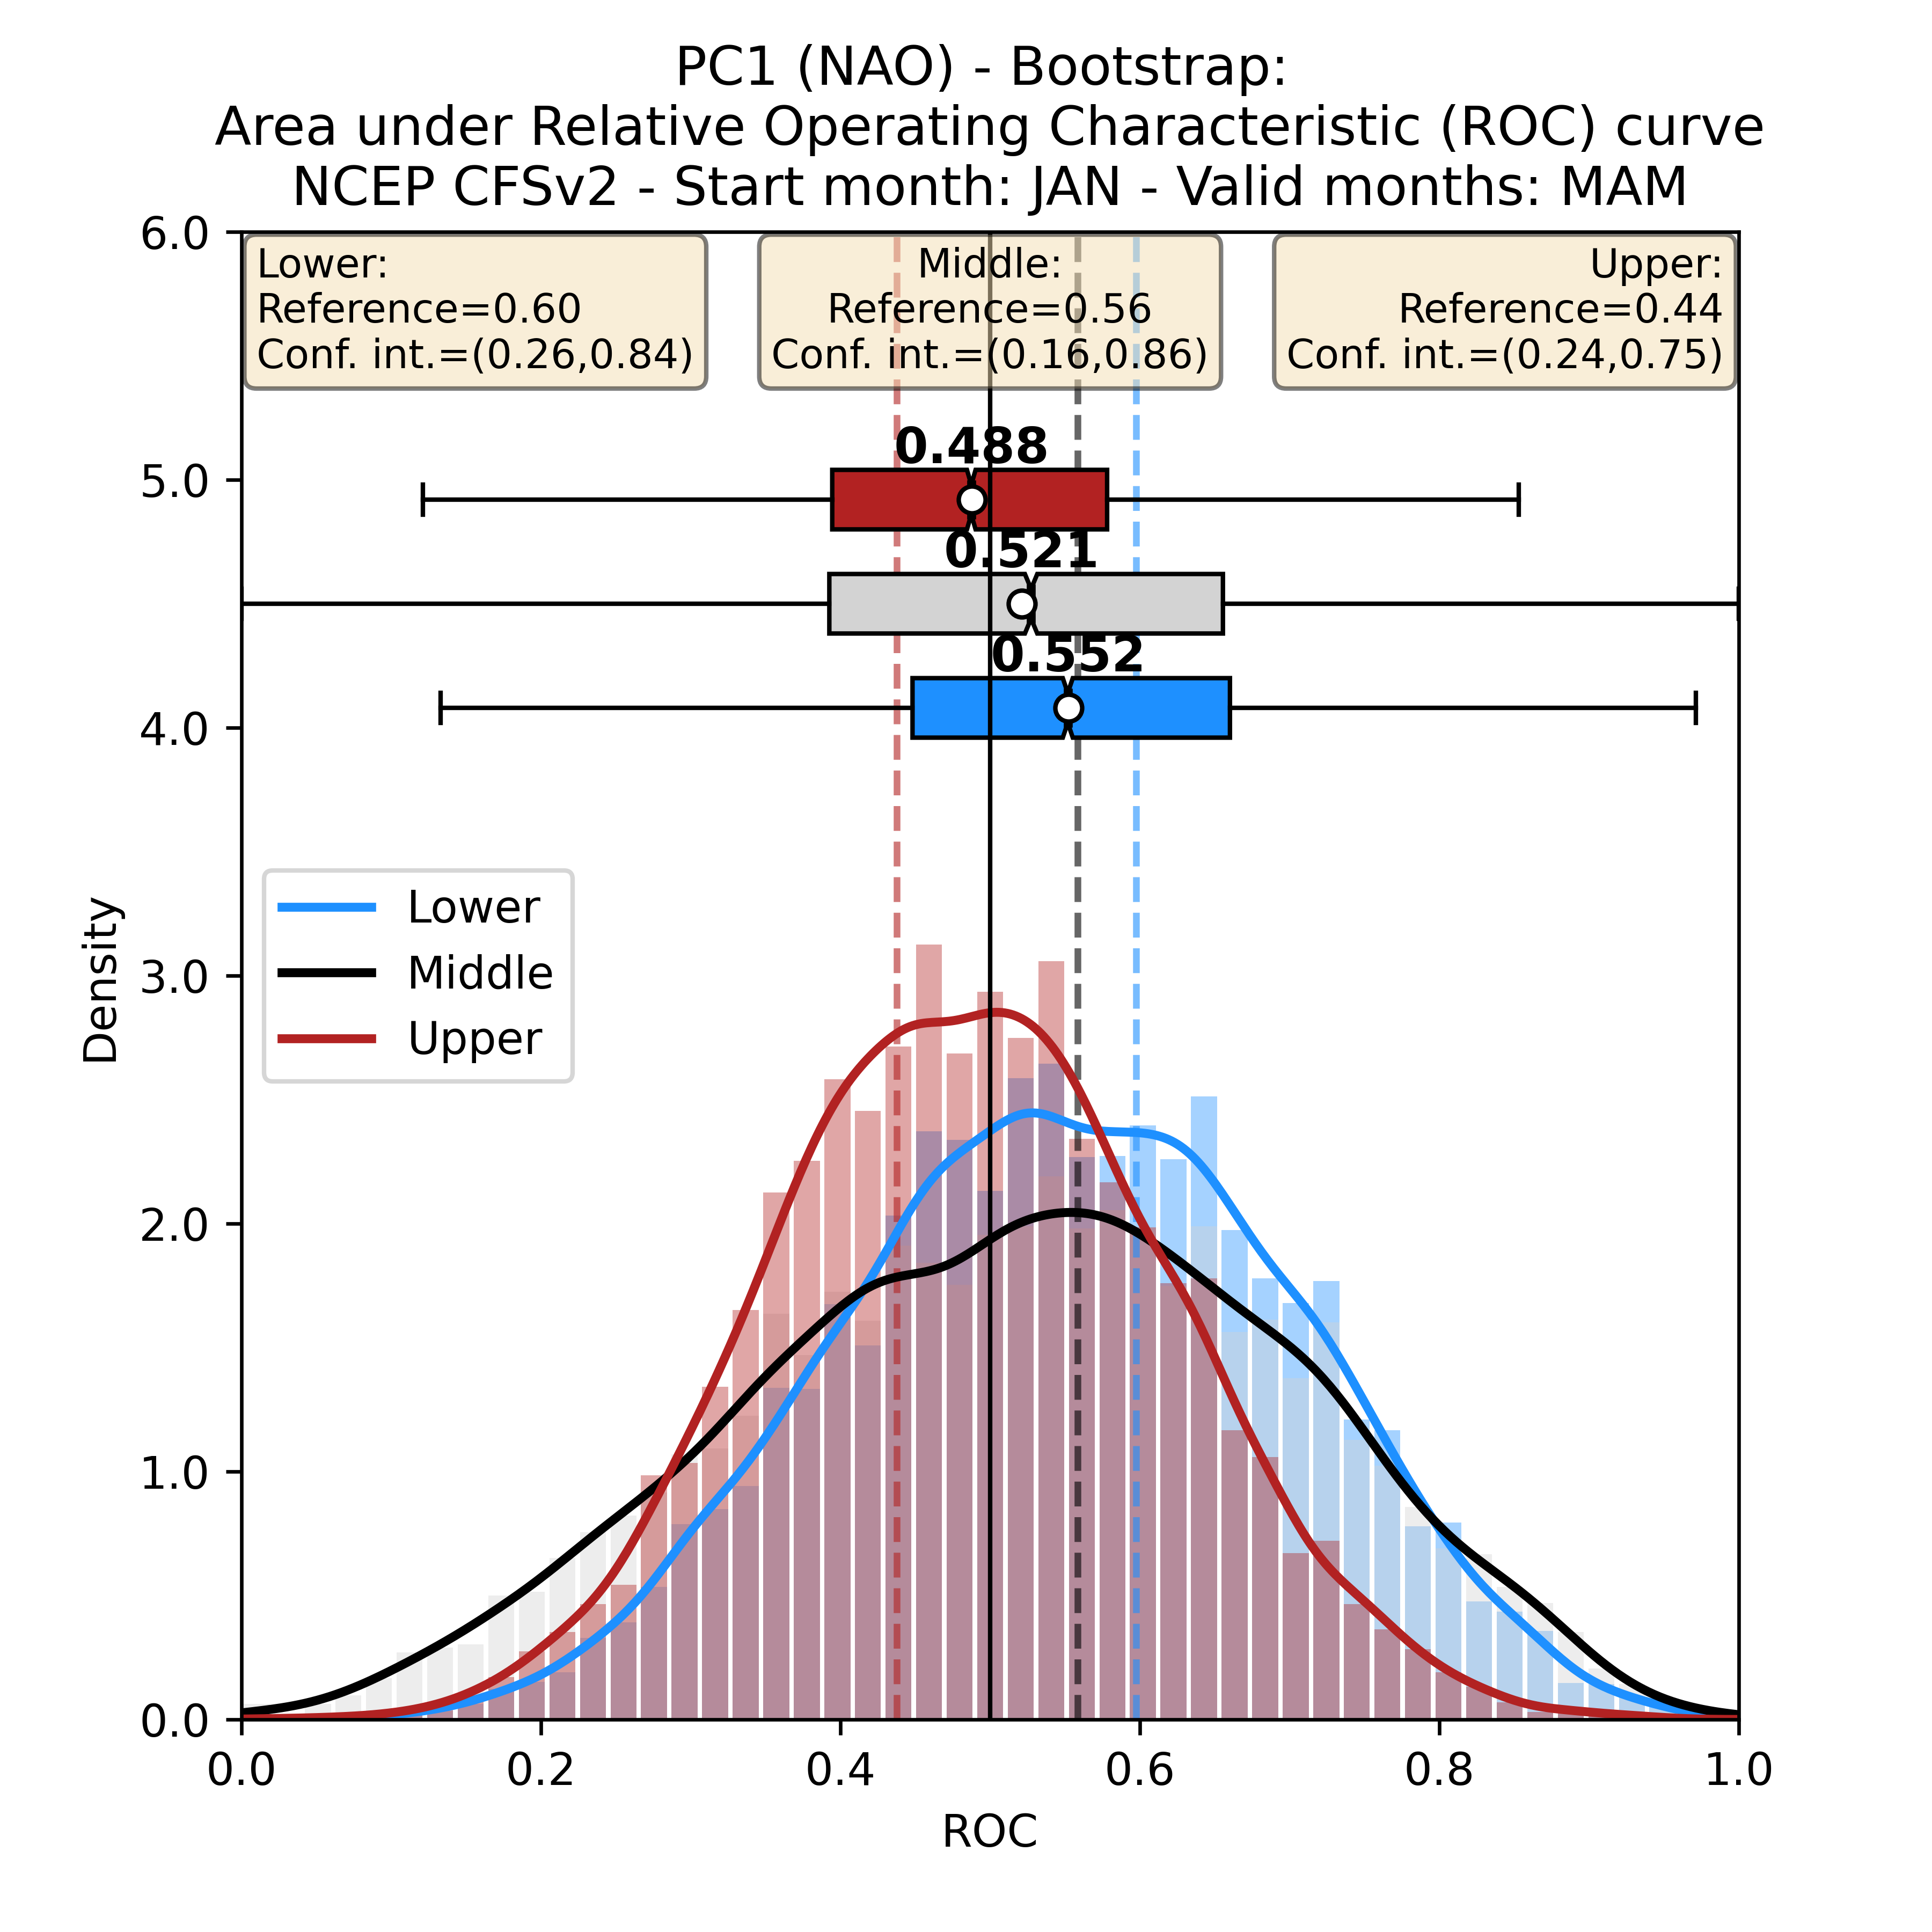 PC1 (NAO) - Bootstrap:
Area under Relative Operating Characteristic (ROC) curve
NCEP CFSv2 - Start month: JAN - Valid months: MAM
6.0
Lower:
Reference=0.60
Conf. int.=(0.26,0.84)
Middle:
Reference=0.56
Conf. int.=(0.16,0.86)
Upper:
Reference=0.44
Conf. int.=(0.24,0.75)
0.488
5.0
0.521
0.552
4.0
Lower
Middle
Upper
Density
3.0
2.0
1.0
0.0
0.0 0.2 0.4 0.6 0.8 1.0
ROC